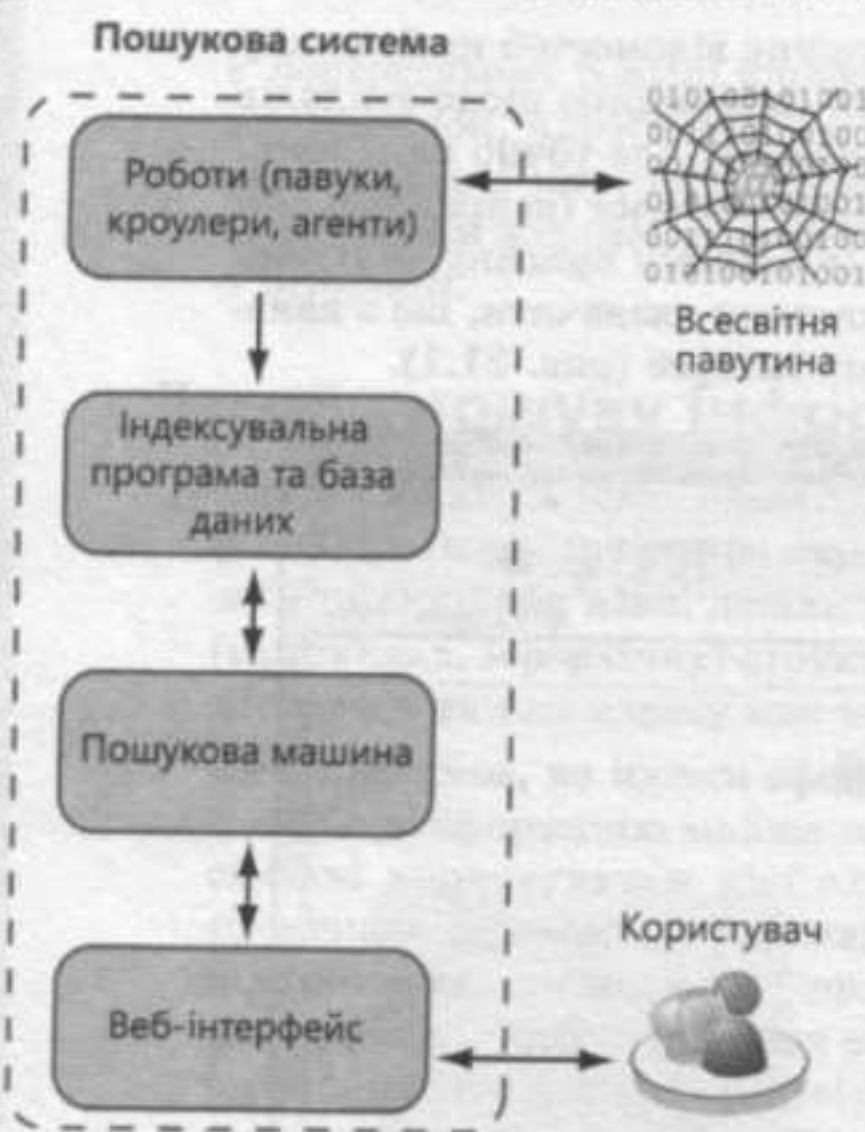 Пошукова система
Роботи (павуки,
кроулери, агенти)
Всесвітня
павутина
Індексувальна
програма та база
даних
Пошукова машина
Користувач
Веб-інтерфейс